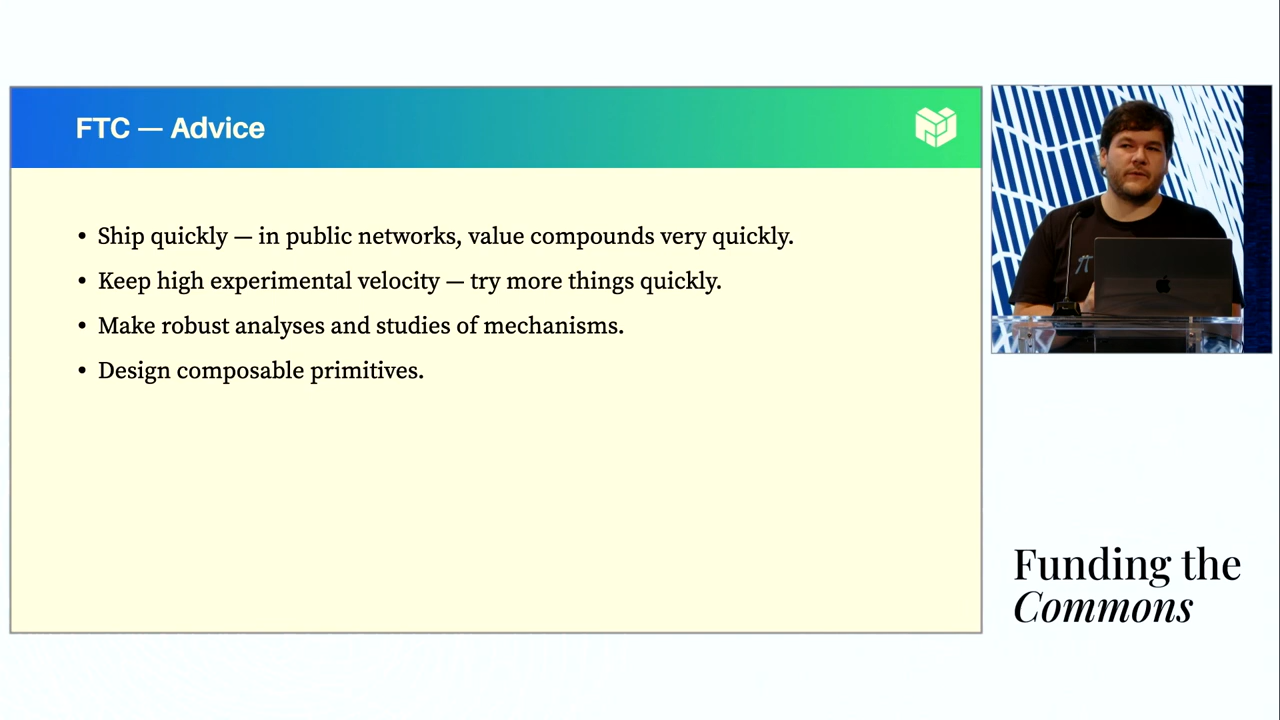 FTC — Advice
• Ship quickly — in public networks, value compounds very quickly.
• Keep high experimental velocity — try more things quickly.
• Make robust analyses and studies of mechanisms.
• Design composable primitives.
Funding the
Commons